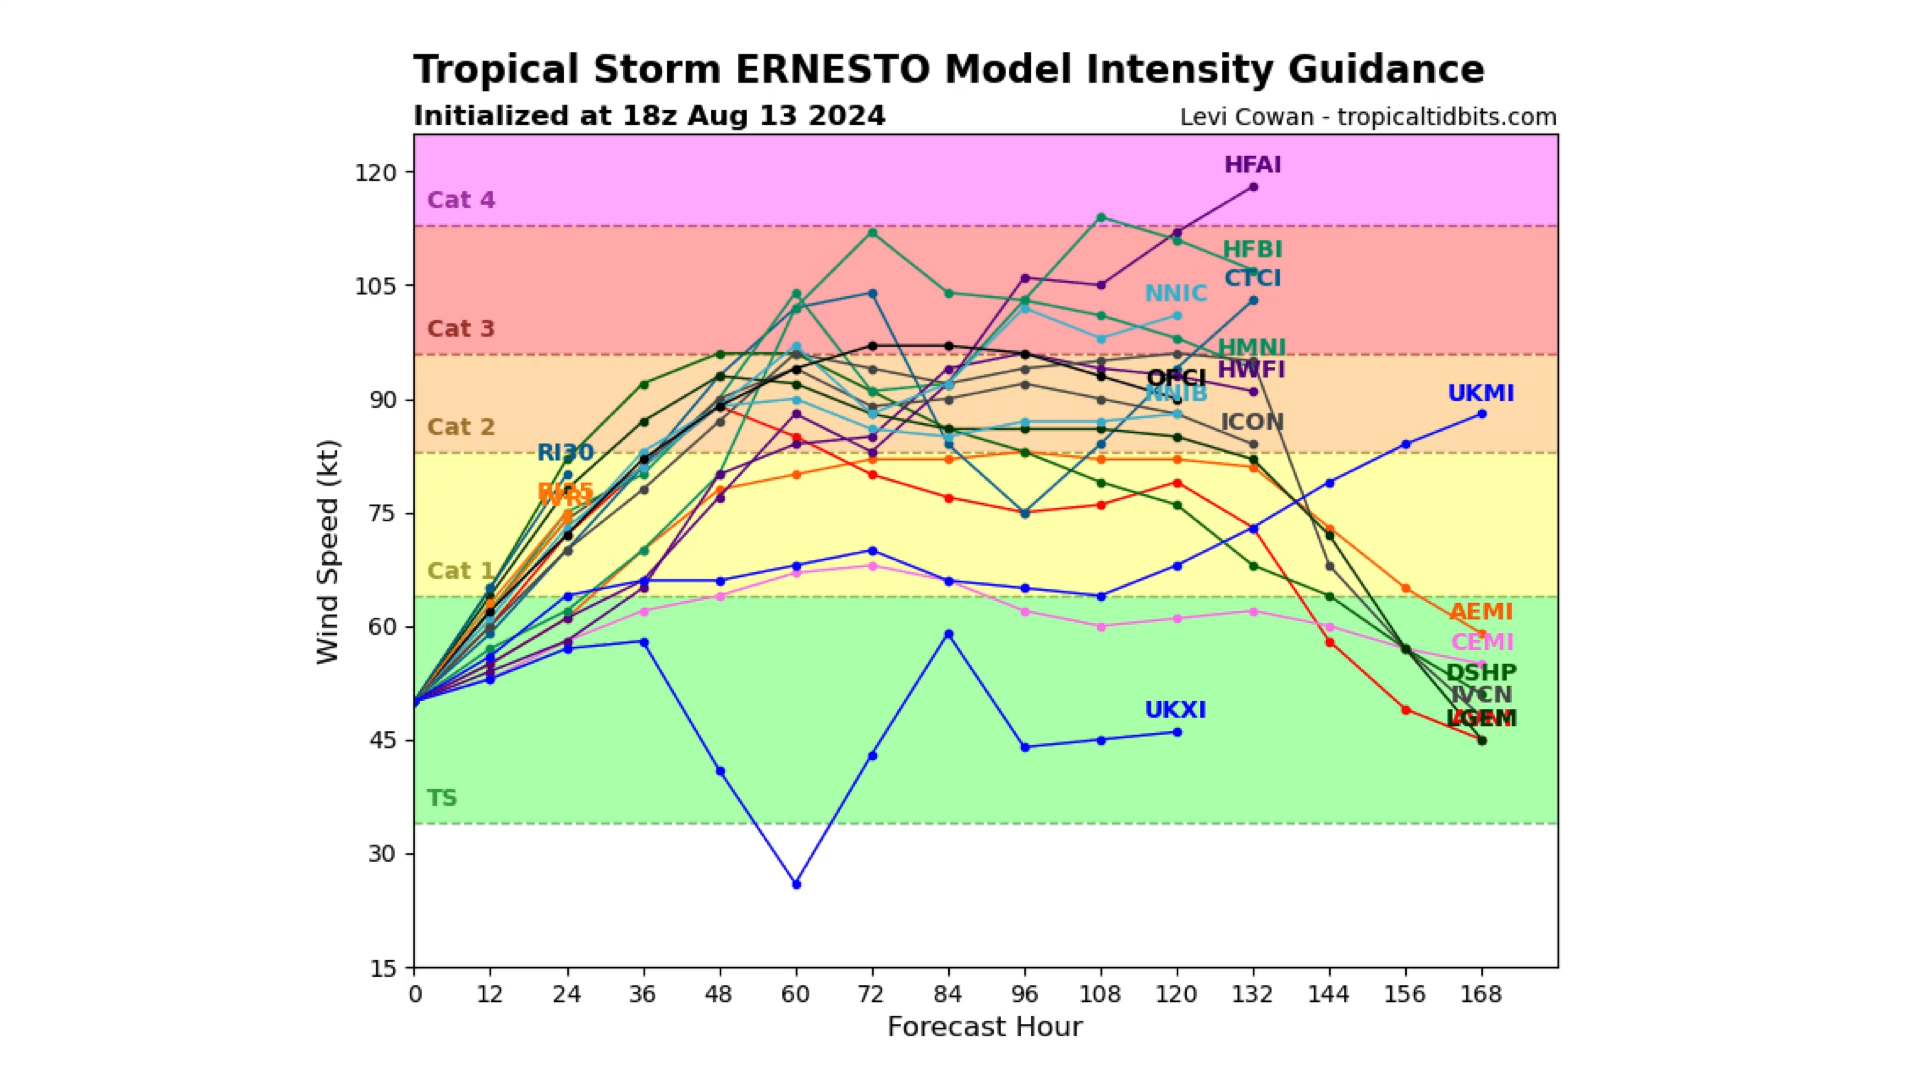 Tropical Storm ERNESTO Model Intensity Guidance
Initialized at 18z Aug 13 2024
Levi Cowan - tropicaltidbits.com
120
105
90
75
60
45
30
15
Wind Speed (kt)
Cat 4
Cat 3
Cat 2
Cat 1
TS
HFAI
HFBI
CTCI
NNIC
HMNI
HWFI
OFCI
NNIB
ICON
UKMI
RI30
AEMI
CEMI
DSHP
IVCN
LGEM
UKXI
0 12 24 36 48 60 72 84 96 108 120 132 144 156 168
Forecast Hour